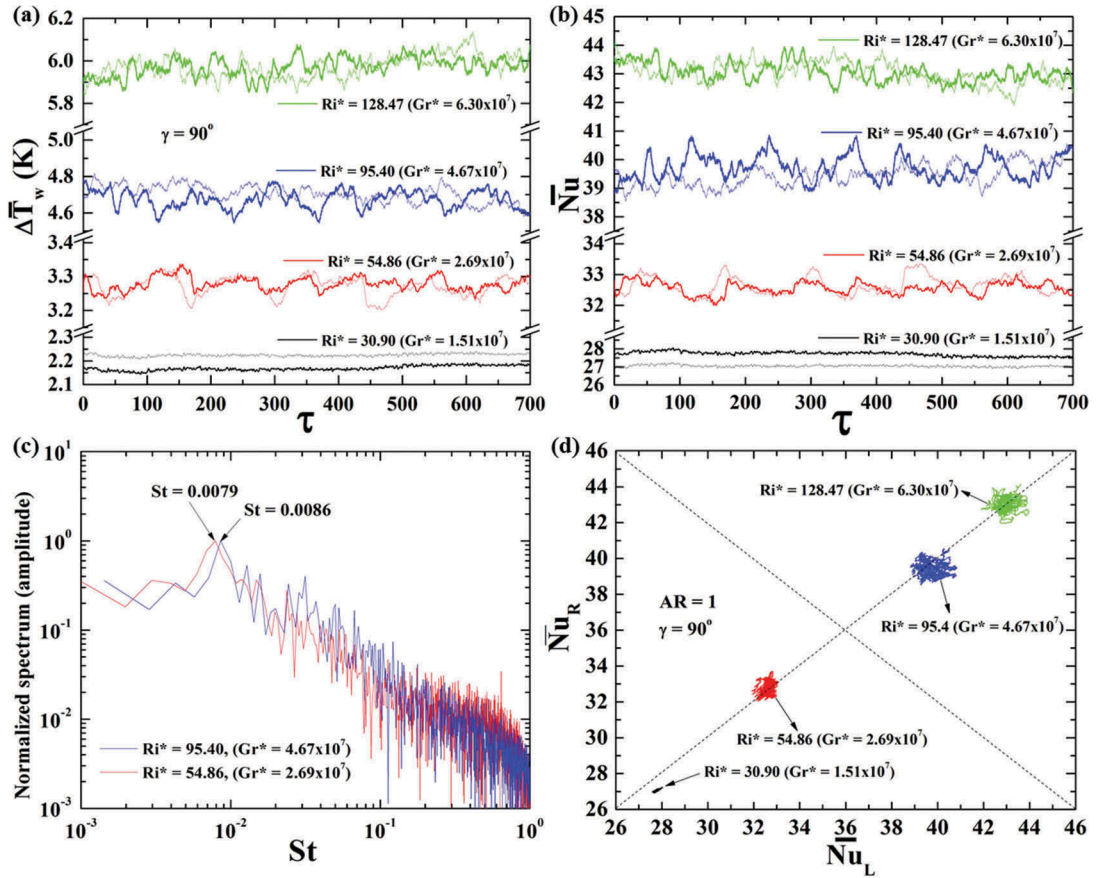 (a)
6.2
6.0
5.8
5.0
4.8
4.6
3.4
3.3
3.2
2.3
2.2
2.1
ΔT̅w (K)
Ri* = 128.47 (Gr* = 6.30x10⁷)
γ = 90°
Ri* = 95.40 (Gr* = 4.67x10⁷)
Ri* = 54.86 (Gr* = 2.69x10⁷)
Ri* = 30.90 (Gr* = 1.51x10⁷)
0 100 200 300 400 500 600 700
τ
(b)
45
44
43
42
41
40
39
38
34
33
32
28
27
26
N̅u̅
Ri* = 128.47 (Gr* = 6.30x10⁷)
Ri* = 95.40 (Gr* = 4.67x10⁷)
Ri* = 54.86 (Gr* = 2.69x10⁷)
Ri* = 30.90 (Gr* = 1.51x10⁷)
0 100 200 300 400 500 600 700
τ
(c)
10¹
10⁰
10⁻¹
10⁻²
10⁻³
Normalized spectrum (amplitude)
St = 0.0079
St = 0.0086
Ri* = 95.40, (Gr* = 4.67x10⁷)
Ri* = 54.86, (Gr* = 2.69x10⁷)
10⁻³ 10⁻² 10⁻¹ 10⁰
St
(d)
46
44
42
40
38
36
34
32
30
28
26
N̅u̅R
Ri* = 128.47 (Gr* = 6.30x10⁷)
AR = 1
γ = 90°
Ri* = 95.4 (Gr* = 4.67x10⁷)
Ri* = 54.86 (Gr* = 2.69x10⁷)
Ri* = 30.90 (Gr* = 1.51x10⁷)
26 28 30 32 34 36 38 40 42 44 46
N̅u̅L